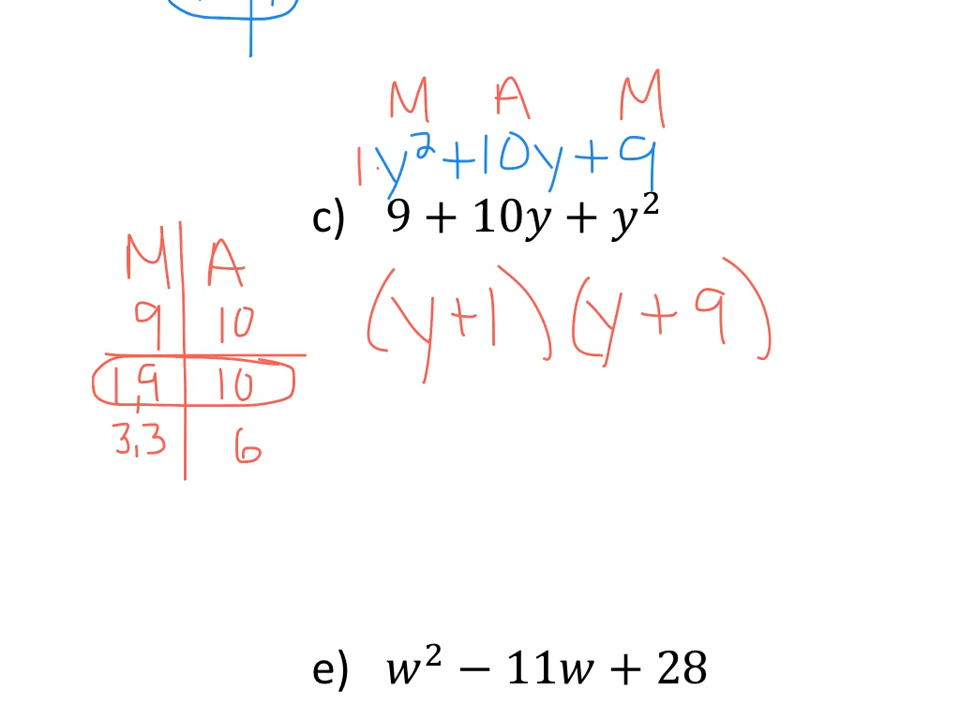 M A M
1y²+10y+9
c) 9 + 10y + y²
M A
9 10
(y+1)(y+9)
1,9 10
3,3 6
e) w² − 11w + 28